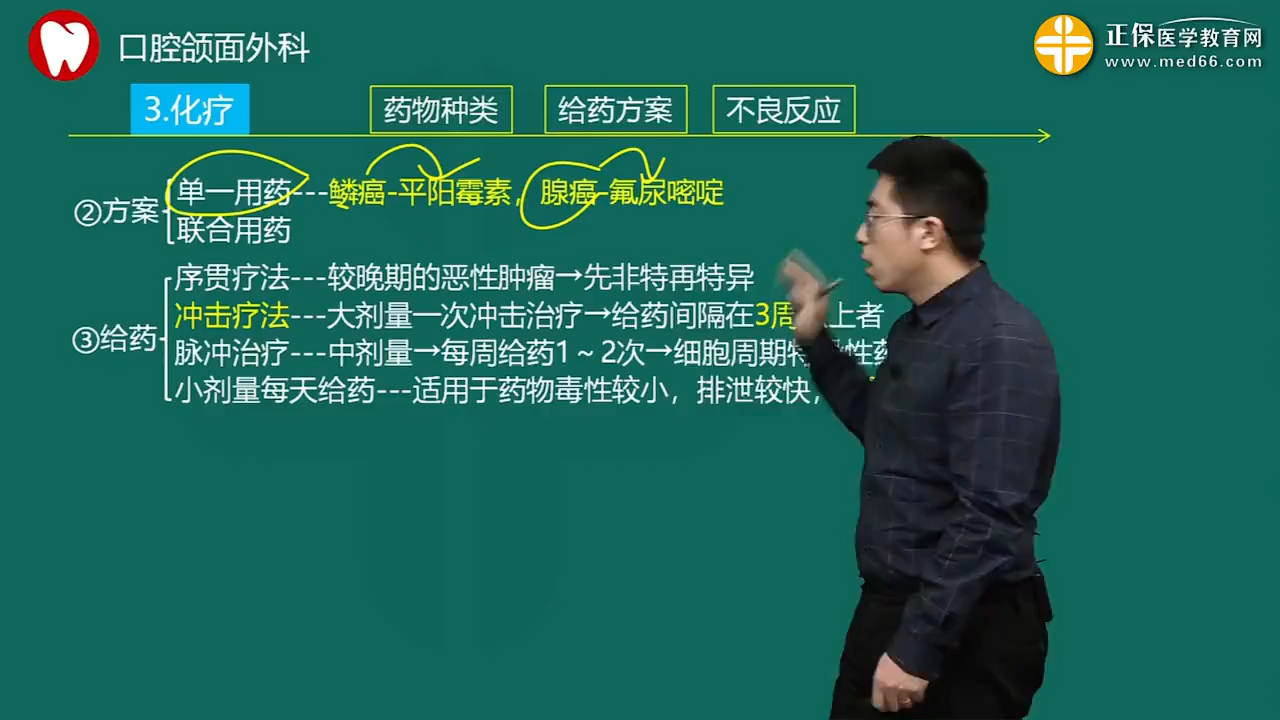 口腔颌面外科
正保医学教育网
www.med66.com
3.化疗
药物种类
给药方案
不良反应
②方案
单一用药---鳞癌-平阳霉素，腺癌-氟尿嘧啶
联合用药
③给药
序贯疗法---较晚期的恶性肿瘤→先非特再特异
冲击疗法---大剂量一次冲击治疗→给药间隔在3周 上者
脉冲治疗---中剂量→每周给药1～2次→细胞周期特 性药
小剂量每天给药---适用于药物毒性较小，排泄较快，